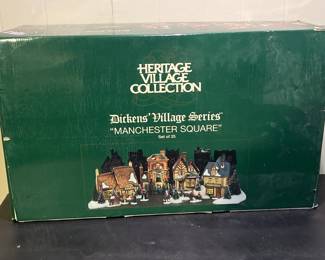 HERITAGE
VILLAGE
COLLECTION
Dickens' Village Series
"MANCHESTER SQUARE"
Set of 25